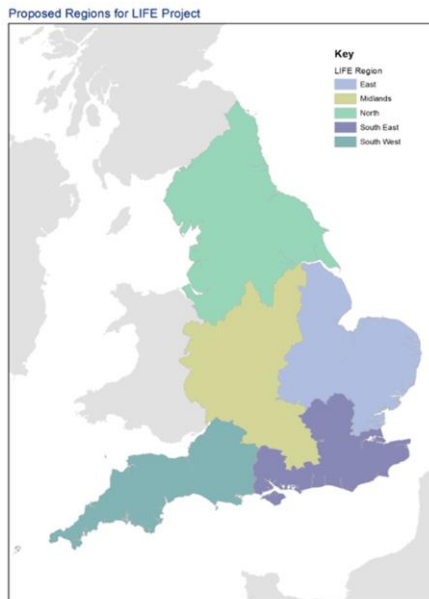 Proposed Regions for LIFE Project
Key
LIFE Region
East
Midlands
North
South East
South West